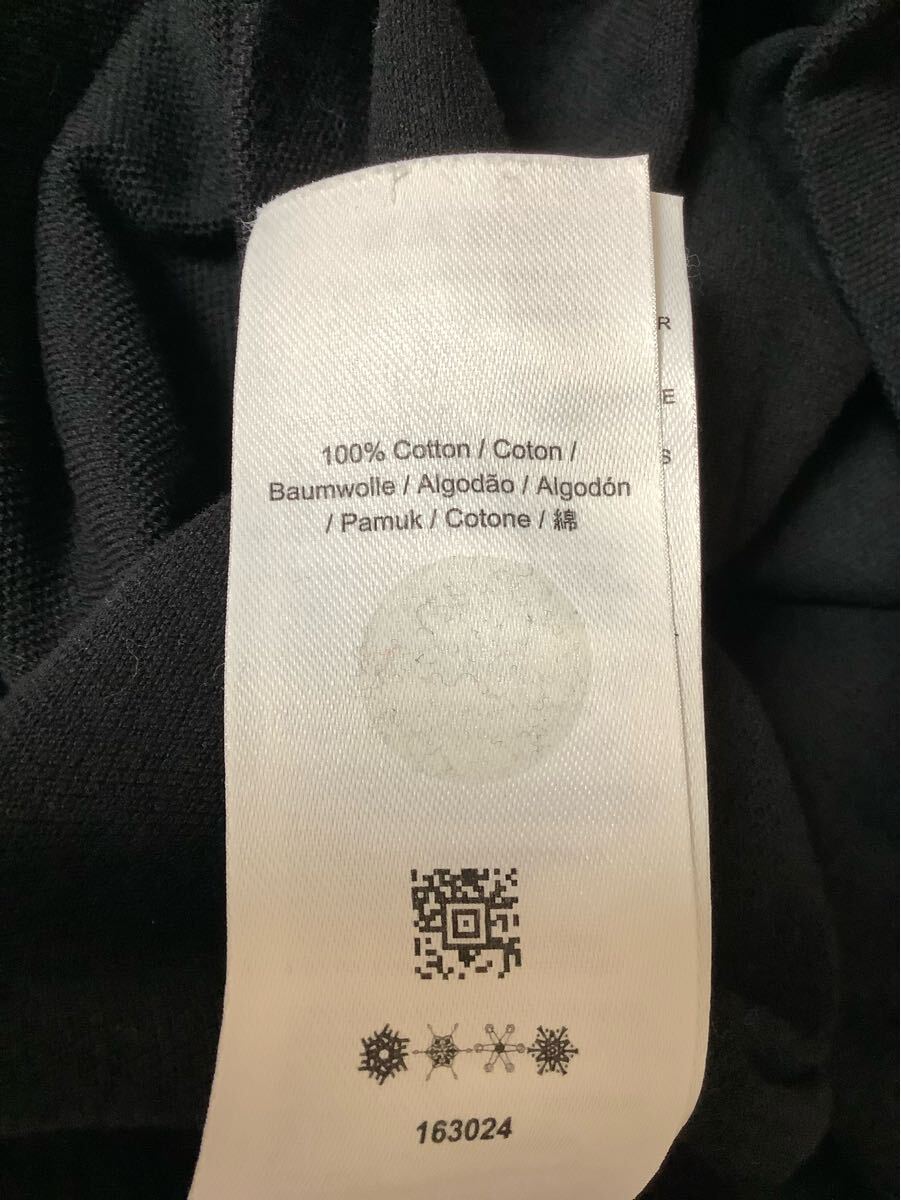 100% Cotton / Coton /
Baumwolle / Algodão / Algodón
/ Pamuk / Cotone / 綿
R
E
S
163024